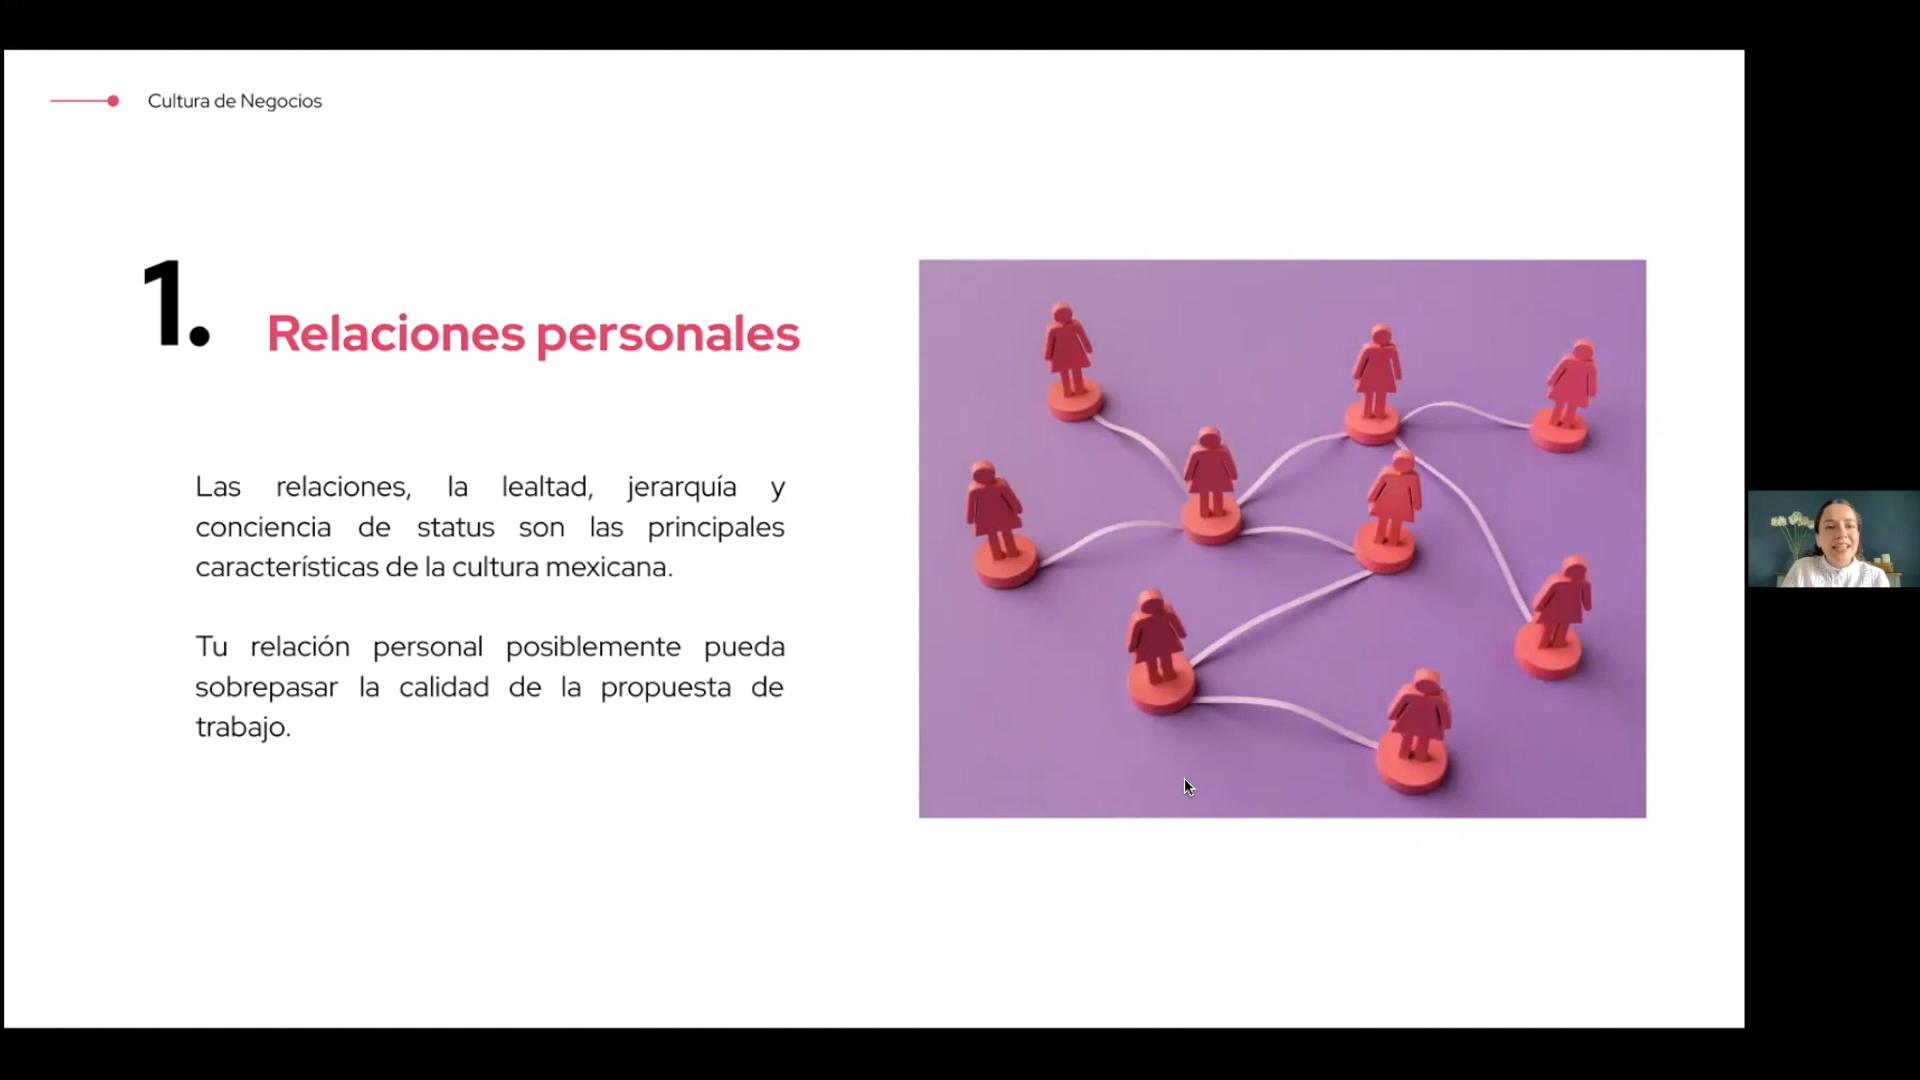 Cultura de Negocios
1.
Relaciones personales
Las relaciones, la lealtad, jerarquía y
conciencia de status son las principales
características de la cultura mexicana.
Tu relación personal posiblemente pueda
sobrepasar la calidad de la propuesta de
trabajo.